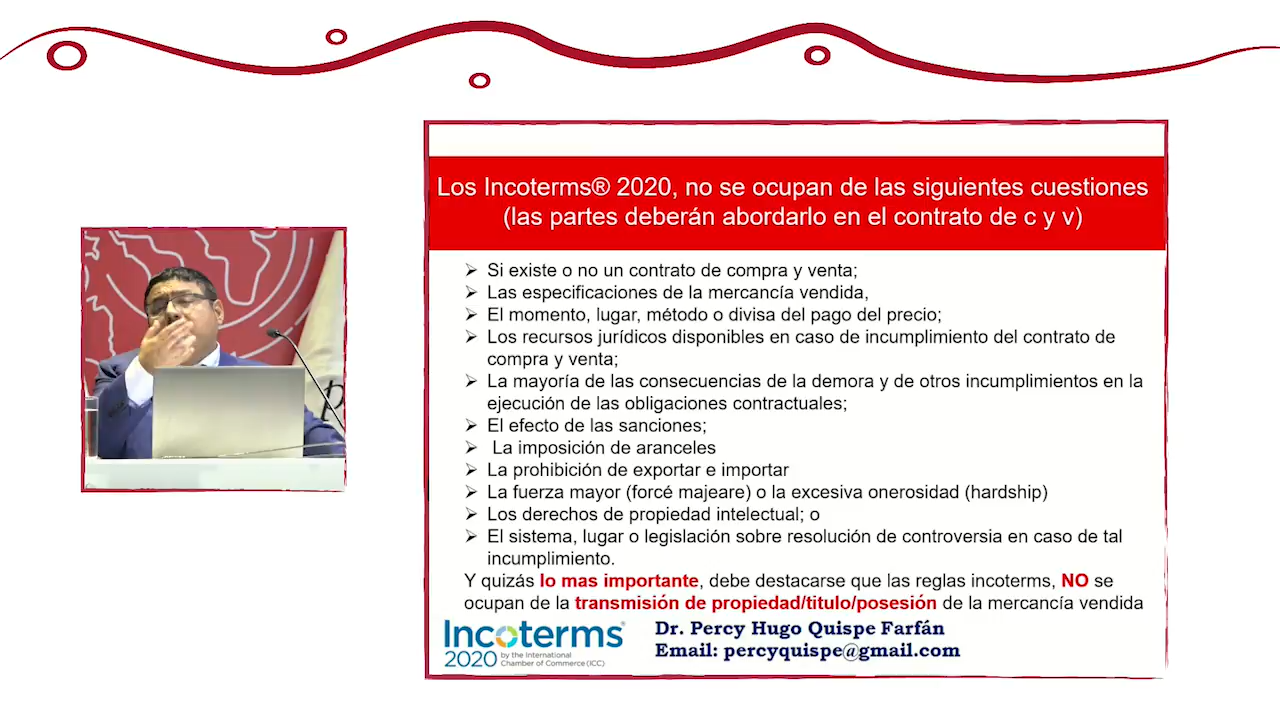 Los Incoterms® 2020, no se ocupan de las siguientes cuestiones
(las partes deberán abordarlo en el contrato de c y v)
Si existe o no un contrato de compra y venta;
Las especificaciones de la mercancía vendida,
El momento, lugar, método o divisa del pago del precio;
Los recursos jurídicos disponibles en caso de incumplimiento del contrato de
compra y venta;
La mayoría de las consecuencias de la demora y de otros incumplimientos en la
ejecución de las obligaciones contractuales;
El efecto de las sanciones;
La imposición de aranceles
La prohibición de exportar e importar
La fuerza mayor (forcé majeare) o la excesiva onerosidad (hardship)
Los derechos de propiedad intelectual; o
El sistema, lugar o legislación sobre resolución de controversia en caso de tal
incumplimiento.
Y quizás lo mas importante, debe destacarse que las reglas incoterms, NO se
ocupan de la transmisión de propiedad/titulo/posesión de la mercancía vendida
Incoterms®
2020 by the International
Chamber of Commerce (ICC)
Dr. Percy Hugo Quispe Farfán
Email: percyquispe@gmail.com